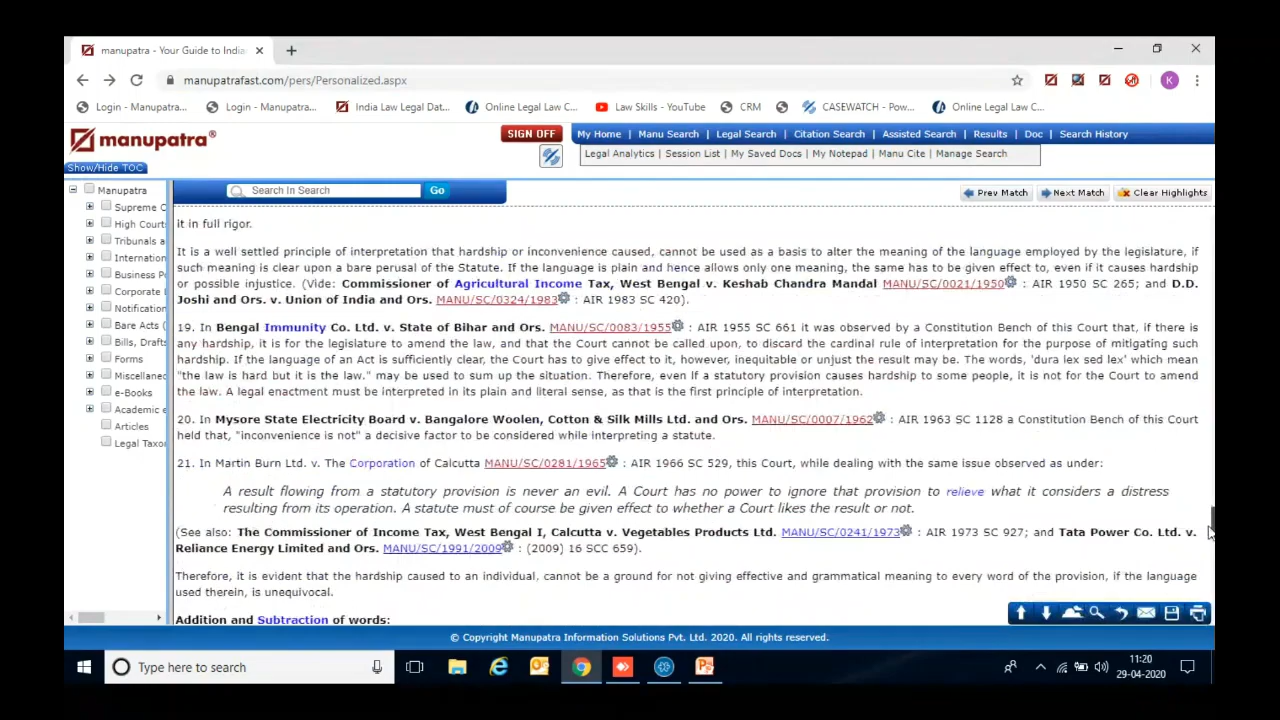 manupatra - Your Guide to India
manupatrafast.com/pers/Personalized.aspx
K
Login - Manupatra... Login - Manupatra... India Law Legal Dat... Online Legal Law C... Law Skills - YouTube CRM CASEWATCH - Pow... Online Legal Law C...
manupatra®
SIGN OFF
My Home | Manu Search | Legal Search | Citation Search | Assisted Search | Results | Doc | Search History
Legal Analytics | Session List | My Saved Docs | My Notepad | Manu Cite | Manage Search
Show/Hide TOC
Search In Search Go
Prev Match Next Match Clear Highlights
Manupatra
Supreme C
High Court
Tribunals a
Internation
Business Po
Corporate
Notification
Bare Acts (
Bills, Drafts
Forms
Miscellane
e-Books
Academic e
Articles
Legal Taxo
it in full rigor.
It is a well settled principle of interpretation that hardship or inconvenience caused, cannot be used as a basis to alter the meaning of the language employed by the legislature, if
such meaning is clear upon a bare perusal of the Statute. If the language is plain and hence allows only one meaning, the same has to be given effect to, even if it causes hardship
or possible injustice. (Vide: Commissioner of Agricultural Income Tax, West Bengal v. Keshab Chandra Mandal MANU/SC/0021/1950 : AIR 1950 SC 265; and D.D.
Joshi and Ors. v. Union of India and Ors. MANU/SC/0324/1983 : AIR 1983 SC 420).
19. In Bengal Immunity Co. Ltd. v. State of Bihar and Ors. MANU/SC/0083/1955 : AIR 1955 SC 661 it was observed by a Constitution Bench of this Court that, if there is
any hardship, it is for the legislature to amend the law, and that the Court cannot be called upon, to discard the cardinal rule of interpretation for the purpose of mitigating such
hardship. If the language of an Act is sufficiently clear, the Court has to give effect to it, however, inequitable or unjust the result may be. The words, 'dura lex sed lex' which mean
"the law is hard but it is the law." may be used to sum up the situation. Therefore, even If a statutory provision causes hardship to some people, it is not for the Court to amend
the law. A legal enactment must be interpreted in its plain and literal sense, as that is the first principle of interpretation.
20. In Mysore State Electricity Board v. Bangalore Woolen, Cotton & Silk Mills Ltd. and Ors. MANU/SC/0007/1962 : AIR 1963 SC 1128 a Constitution Bench of this Court
held that, "inconvenience is not" a decisive factor to be considered while interpreting a statute.
21. In Martin Burn Ltd. v. The Corporation of Calcutta MANU/SC/0281/1965 : AIR 1966 SC 529, this Court, while dealing with the same issue observed as under:
A result flowing from a statutory provision is never an evil. A Court has no power to ignore that provision to relieve what it considers a distress
resulting from its operation. A statute must of course be given effect to whether a Court likes the result or not.
(See also: The Commissioner of Income Tax, West Bengal I, Calcutta v. Vegetables Products Ltd. MANU/SC/0241/1973 : AIR 1973 SC 927; and Tata Power Co. Ltd. v.
Reliance Energy Limited and Ors. MANU/SC/1991/2009 : (2009) 16 SCC 659).
Therefore, it is evident that the hardship caused to an individual, cannot be a ground for not giving effective and grammatical meaning to every word of the provision, if the language
used therein, is unequivocal.
Addition and Subtraction of words:
© Copyright Manupatra Information Solutions Pvt. Ltd. 2020. All rights reserved.
Type here to search
11:20
29-04-2020